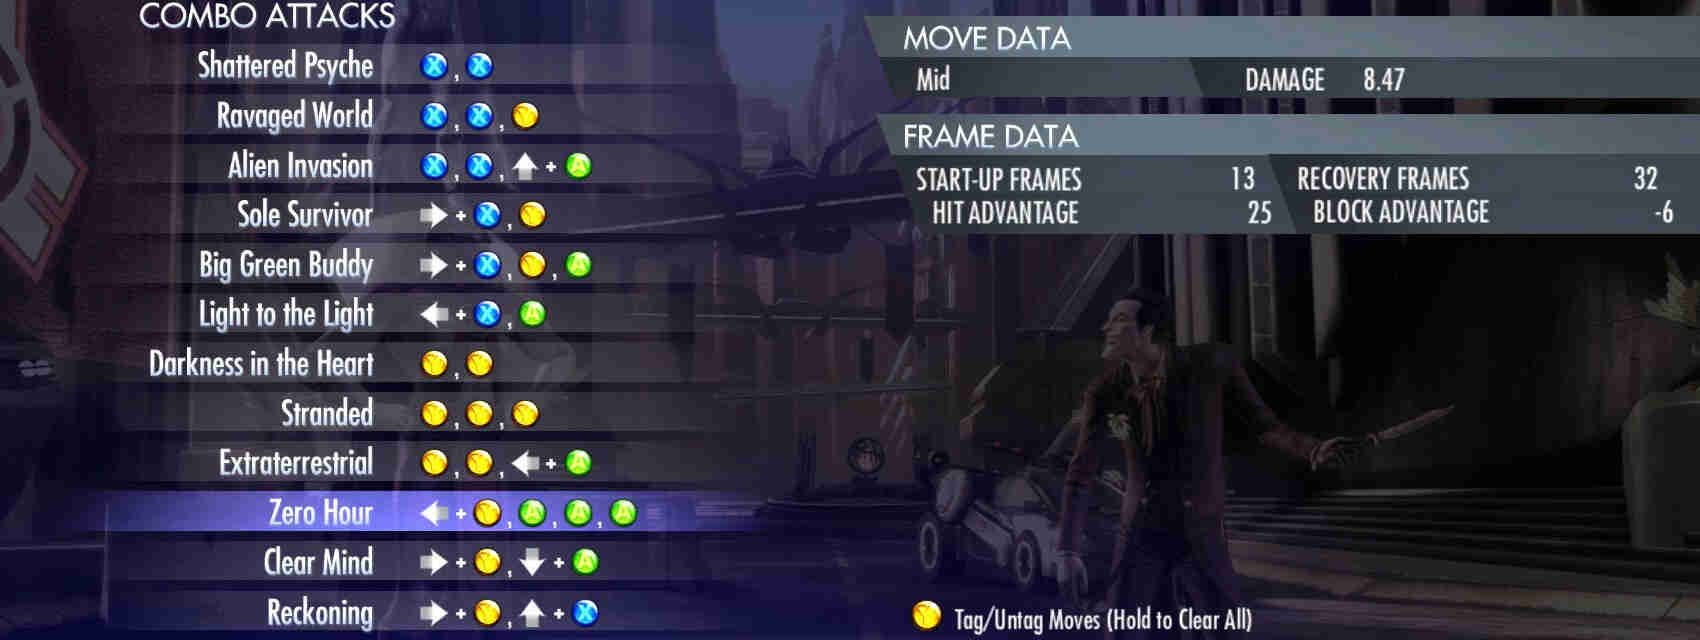 COMBO ATTACKS
Shattered Psyche X, X
Ravaged World X, X, Y
Alien Invasion X, X, ⬆ + A
Sole Survivor ➡ + X, Y
Big Green Buddy ➡ + X, Y, A
Light to the Light ⬅ + X, A
Darkness in the Heart Y, Y
Stranded Y, Y, Y
Extraterrestrial Y, Y, ⬅ + A
Zero Hour ⬅ + Y, A, A, A
Clear Mind ➡ + Y, ⬇ + A
Reckoning ➡ + Y, ⬆ + X
MOVE DATA
Mid DAMAGE 8.47
FRAME DATA
START-UP FRAMES 13 RECOVERY FRAMES 32
HIT ADVANTAGE 25 BLOCK ADVANTAGE -6
Y Tag/Untag Moves (Hold to Clear All)